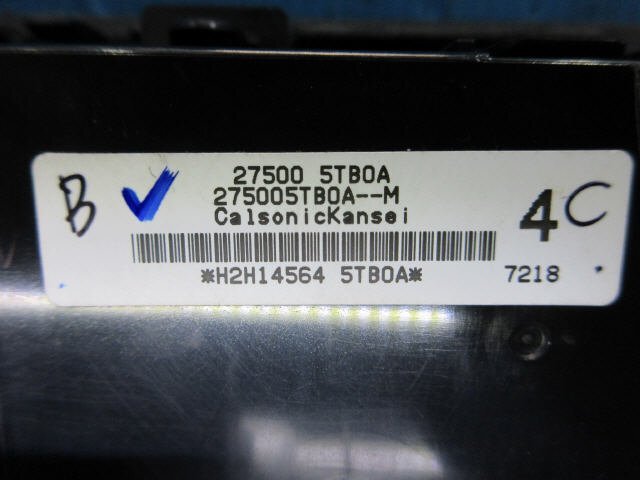 B 27500 5TB0A
275005TB0A--M
CalsonicKansei
4C
*H2H14564 5TB0A*
7218